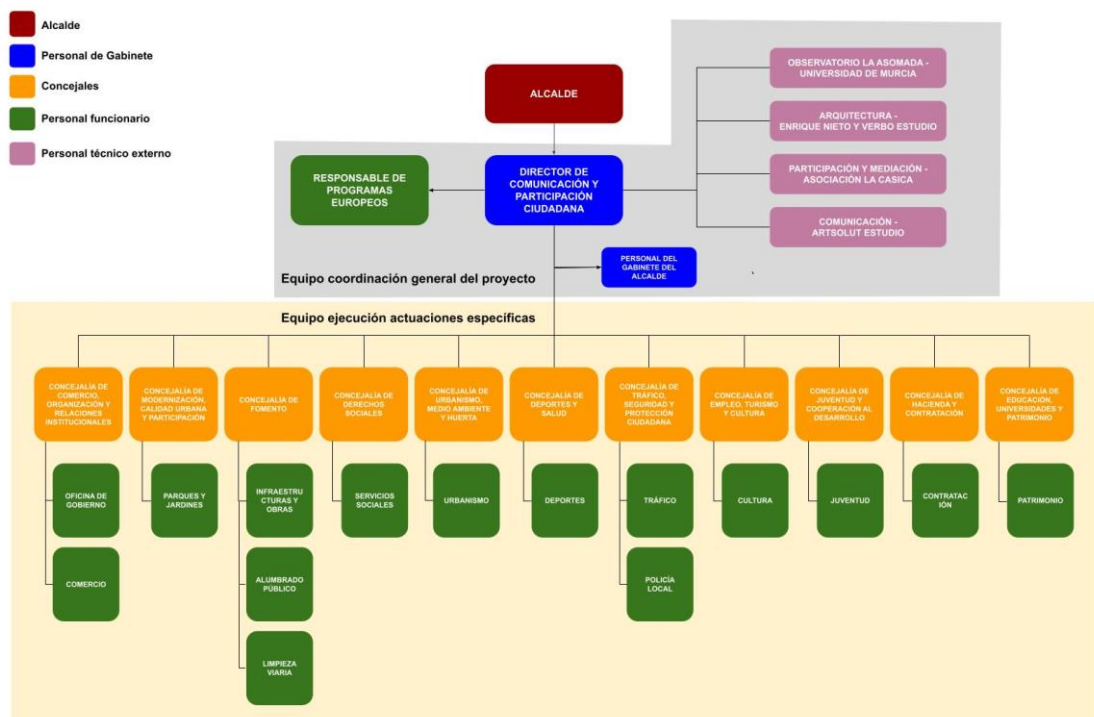 Alcalde
Personal de Gabinete
Concejales
Personal funcionario
Personal técnico externo
ALCALDE
OBSERVATORIO LA ASOMADA -
UNIVERSIDAD DE MURCIA
ARQUITECTURA -
ENRIQUE NIETO Y VERBO ESTUDIO
PARTICIPACIÓN Y MEDIACIÓN -
ASOCIACIÓN LA CASICA
COMUNICACIÓN -
ARTSOLUT ESTUDIO
RESPONSABLE DE
PROGRAMAS
EUROPEOS
DIRECTOR DE
COMUNICACIÓN Y
PARTICIPACIÓN
CIUDADANA
PERSONAL DEL
GABINETE DEL
ALCALDE
Equipo coordinación general del proyecto
Equipo ejecución actuaciones específicas
CONCEJALÍA DE
COMERCIO,
ORGANIZACIÓN Y
RELACIONES
INSTITUCIONALES
CONCEJALÍA DE
MODERNIZACIÓN,
CALIDAD URBANA
Y PARTICIPACIÓN
CONCEJALÍA
DE FOMENTO
CONCEJALÍA
DE DERECHOS
SOCIALES
CONCEJALÍA DE
URBANISMO,
MEDIO AMBIENTE
Y HUERTA
CONCEJALÍA DE
DEPORTES Y
SALUD
CONCEJALÍA DE
TRÁFICO,
SEGURIDAD Y
PROTECCIÓN
CIUDADANA
CONCEJALÍA DE
EMPLEO, TURISMO
Y CULTURA
CONCEJALÍA DE
JUVENTUD Y
COOPERACIÓN AL
DESARROLLO
CONCEJALÍA DE
HACIENDA Y
CONTRATACIÓN
CONCEJALÍA DE
EDUCACIÓN,
UNIVERSIDADES Y
PATRIMONIO
OFICINA DE
GOBIERNO
PARQUES Y
JARDINES
INFRAESTRU
CTURAS Y
OBRAS
SERVICIOS
SOCIALES
URBANISMO
DEPORTES
TRÁFICO
CULTURA
JUVENTUD
CONTRATAC
IÓN
PATRIMONIO
COMERCIO
ALUMBRADO
PÚBLICO
POLICÍA
LOCAL
LIMPIEZA
VIARIA